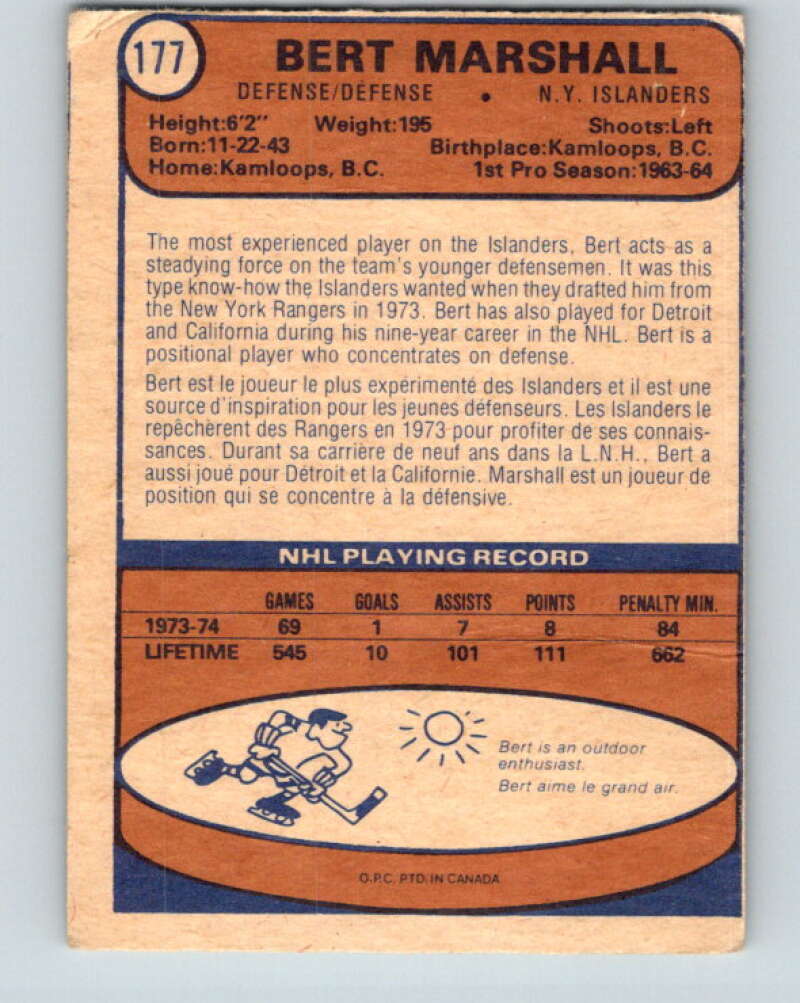 177
BERT MARSHALL
DEFENSE/DÉFENSE • N.Y. ISLANDERS
Height:6'2" Weight:195 Shoots:Left
Born:11-22-43 Birthplace:Kamloops, B.C.
Home:Kamloops, B.C. 1st Pro Season:1963-64
The most experienced player on the Islanders, Bert acts as a
steadying force on the team's younger defensemen. It was this
type know-how the Islanders wanted when they drafted him from
the New York Rangers in 1973. Bert has also played for Detroit
and California during his nine-year career in the NHL. Bert is a
positional player who concentrates on defense.
Bert est le joueur le plus expérimenté des Islanders et il est une
source d'inspiration pour les jeunes défenseurs. Les Islanders le
repêchèrent des Rangers en 1973 pour profiter de ses connais-
sances. Durant sa carrière de neuf ans dans la L.N.H., Bert a
aussi joué pour Détroit et la Californie. Marshall est un joueur de
position qui se concentre à la défensive.
NHL PLAYING RECORD
GAMES GOALS ASSISTS POINTS PENALTY MIN.
1973-74 69 1 7 8 84
LIFETIME 545 10 101 111 662
Bert is an outdoor
enthusiast.
Bert aime le grand air.
O.P.C. PTD. IN CANADA